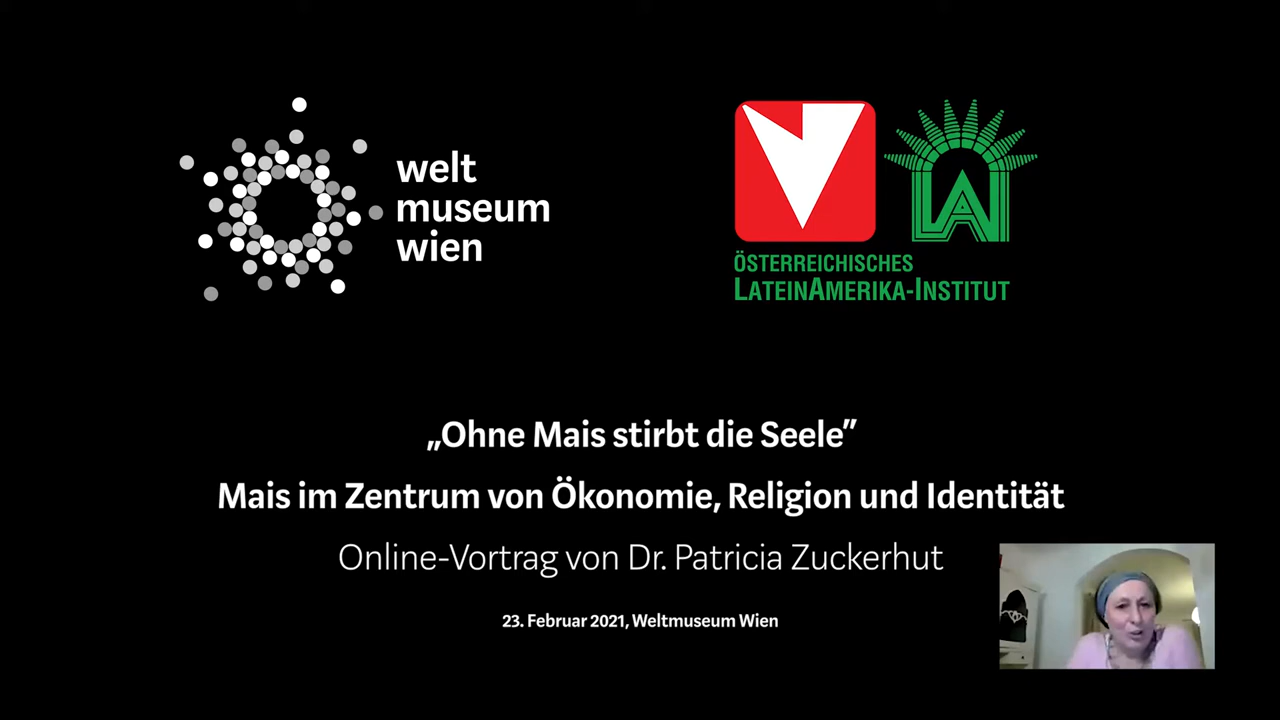 welt
museum
wien
ÖSTERREICHISCHES
LATEINAMERIKA-INSTITUT
LAI
„Ohne Mais stirbt die Seele”
Mais im Zentrum von Ökonomie, Religion und Identität
Online-Vortrag von Dr. Patricia Zuckerhut
23. Februar 2021, Weltmuseum Wien